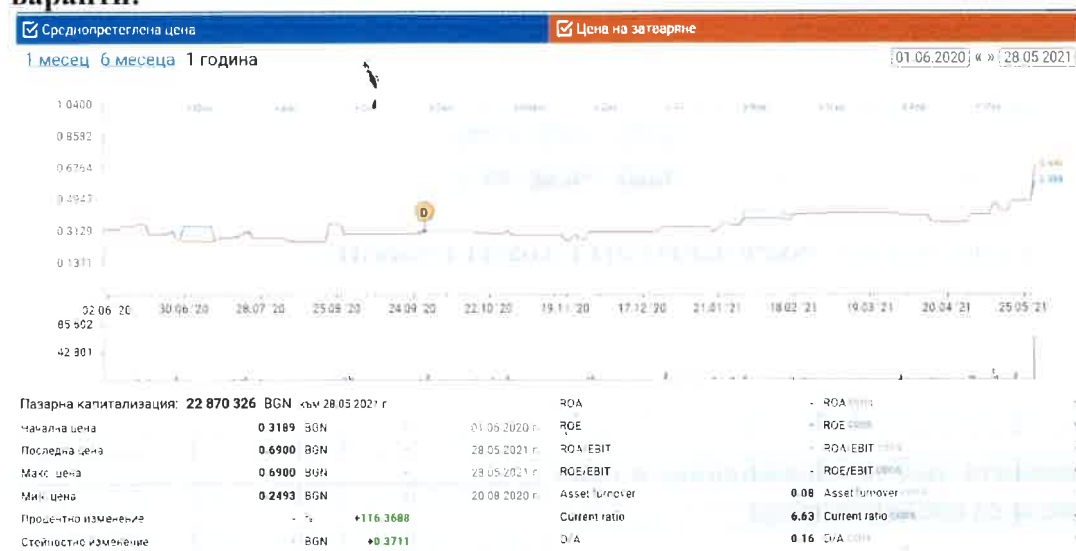 варианти:
Среднопретеглена цена
Цена на затваряне
1 месец 6 месеца 1 година
01.06.2020 « » 28.05.2021
1.0400
0.8582
0.6764
0.4947
0.3129
0.1311
D
02.06 '20 30.06 '20 28.07 '20 25.08 '20 24.09 '20 22.10 '20 19.11 '20 17.12 '20 21.01 '21 18.02 '21 19.03 '21 20.04 '21 25.05 '21
85 602
42 801
Пазарна капитализация: 22 870 326 BGN към 28.05.2021 г.
Начална цена 0.3189 BGN 01.06.2020 г.
Последна цена 0.6900 BGN - 28.05.2021 г.
Макс. цена 0.6900 BGN - 28.05.2021 г.
Мин. цена 0.2493 BGN - 20.08.2020 г.
Процентно изменение - % +116.3688
Стойностно изменение BGN +0.3711
ROA - ROA
ROE - ROE
ROA/EBIT - ROA/EBIT
ROE/EBIT - ROE/EBIT
Asset turnover 0.08 Asset turnover
Current ratio 6.63 Current ratio
D/A 0.16 D/A